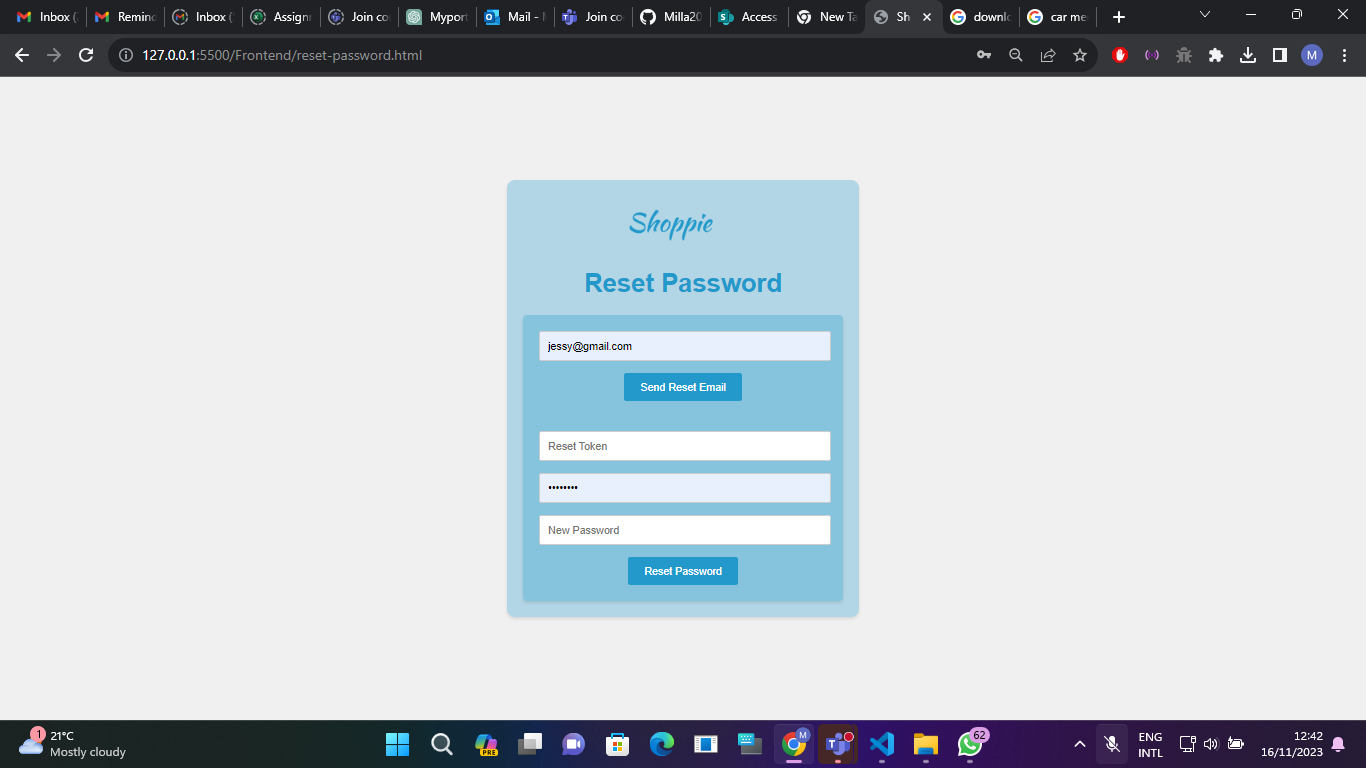 Inbox (
Remind
Inbox (
Assign
Join co
Myport
Mail - M
Join co
Milla20
Access
New Ta
Sh
downlo
car me
127.0.0.1:5500/Frontend/reset-password.html
M
Shoppie
Reset Password
jessy@gmail.com
Send Reset Email
Reset Token
••••••••
New Password
Reset Password
1
21°C
Mostly cloudy
PRE
M
62
ENG
INTL
12:42
16/11/2023